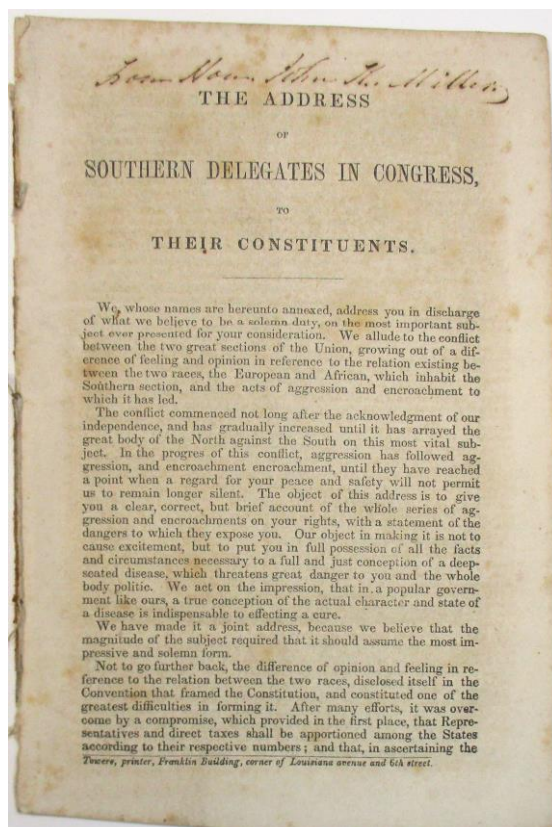 From Hon. John H. Miller
THE ADDRESS
OF
SOUTHERN DELEGATES IN CONGRESS,
TO
THEIR CONSTITUENTS.
We, whose names are hereunto annexed, address you in discharge
of what we believe to be a solemn duty, on the most important sub-
ject ever presented for your consideration. We allude to the conflict
between the two great sections of the Union, growing out of a dif-
ference of feeling and opinion in reference to the relation existing be-
tween the two races, the European and African, which inhabit the
Southern section, and the acts of aggression and encroachment to
which it has led.
The conflict commenced not long after the acknowledgment of our
independence, and has gradually increased until it has arrayed the
great body of the North against the South on this most vital sub-
ject. In the progres of this conflict, aggression has followed ag-
gression, and encroachment encroachment, until they have reached
a point when a regard for your peace and safety will not permit
us to remain longer silent. The object of this address is to give
you a clear, correct, but brief account of the whole series of ag-
gression and encroachments on your rights, with a statement of the
dangers to which they expose you. Our object in making it is not to
cause excitement, but to put you in full possession of all the facts
and circumstances necessary to a full and just conception of a deep-
seated disease, which threatens great danger to you and the whole
body politic. We act on the impression, that in a popular govern-
ment like ours, a true conception of the actual character and state of
a disease is indispensable to effecting a cure.
We have made it a joint address, because we believe that the
magnitude of the subject required that it should assume the most im-
pressive and solemn form.
Not to go further back, the difference of opinion and feeling in re-
ference to the relation between the two races, disclosed itself in the
Convention that framed the Constitution, and constituted one of the
greatest difficulties in forming it. After many efforts, it was over-
come by a compromise, which provided in the first place, that Repre-
sentatives and direct taxes shall be apportioned among the States
according to their respective numbers; and that, in ascertaining the
Towers, printer, Franklin Building, corner of Louisiana avenue and 6th street.